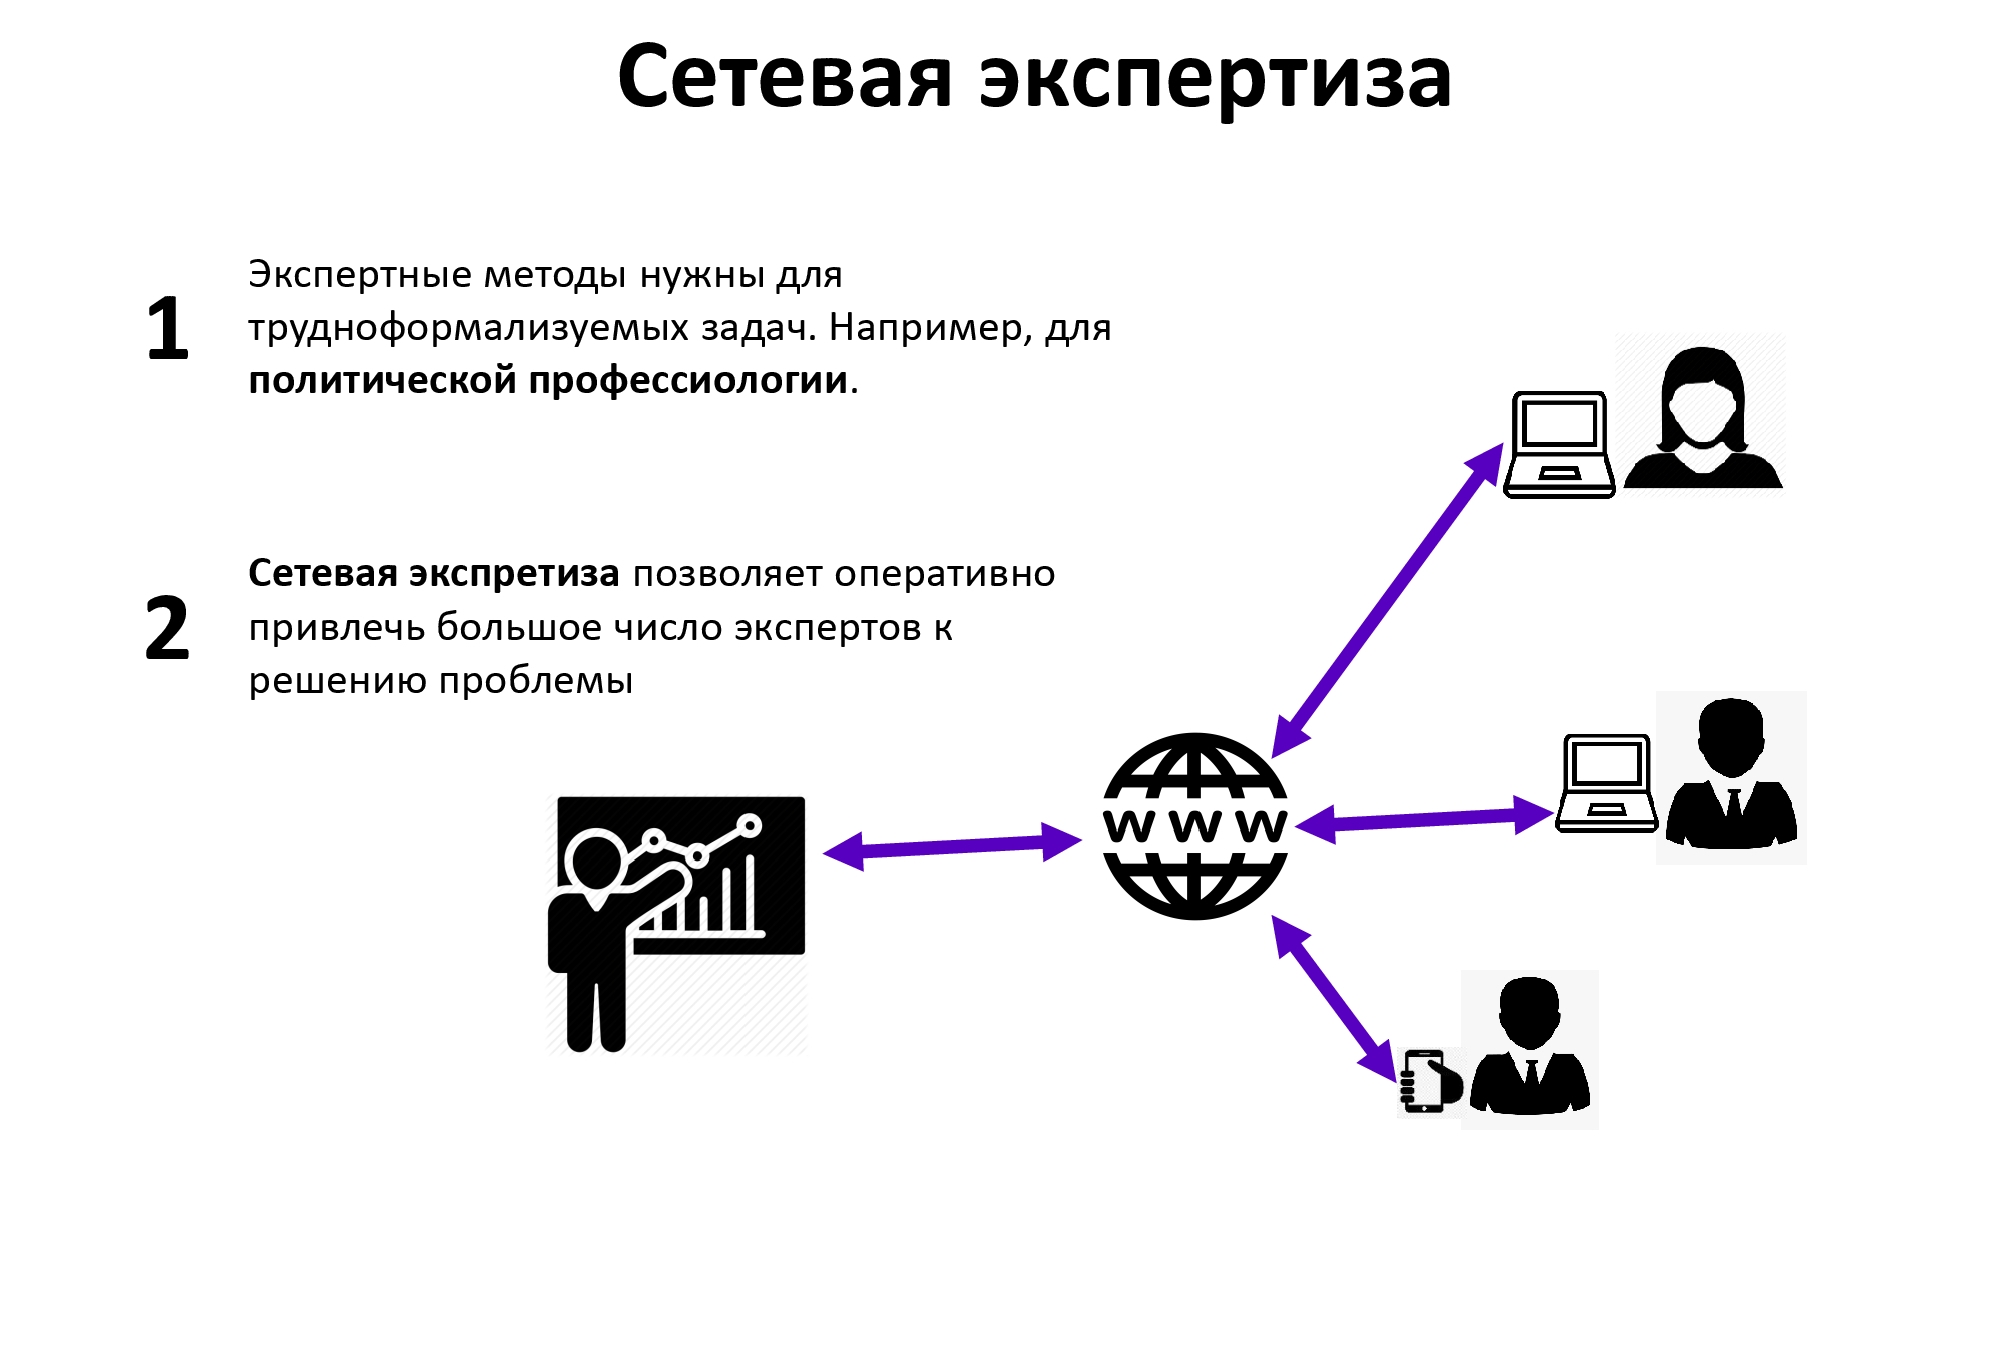 Сетевая экспертиза
1
Экспертные методы нужны для
трудноформализуемых задач. Например, для
политической профессиологии.
2
Сетевая экспретиза позволяет оперативно
привлечь большое число экспертов к
решению проблемы
WWW